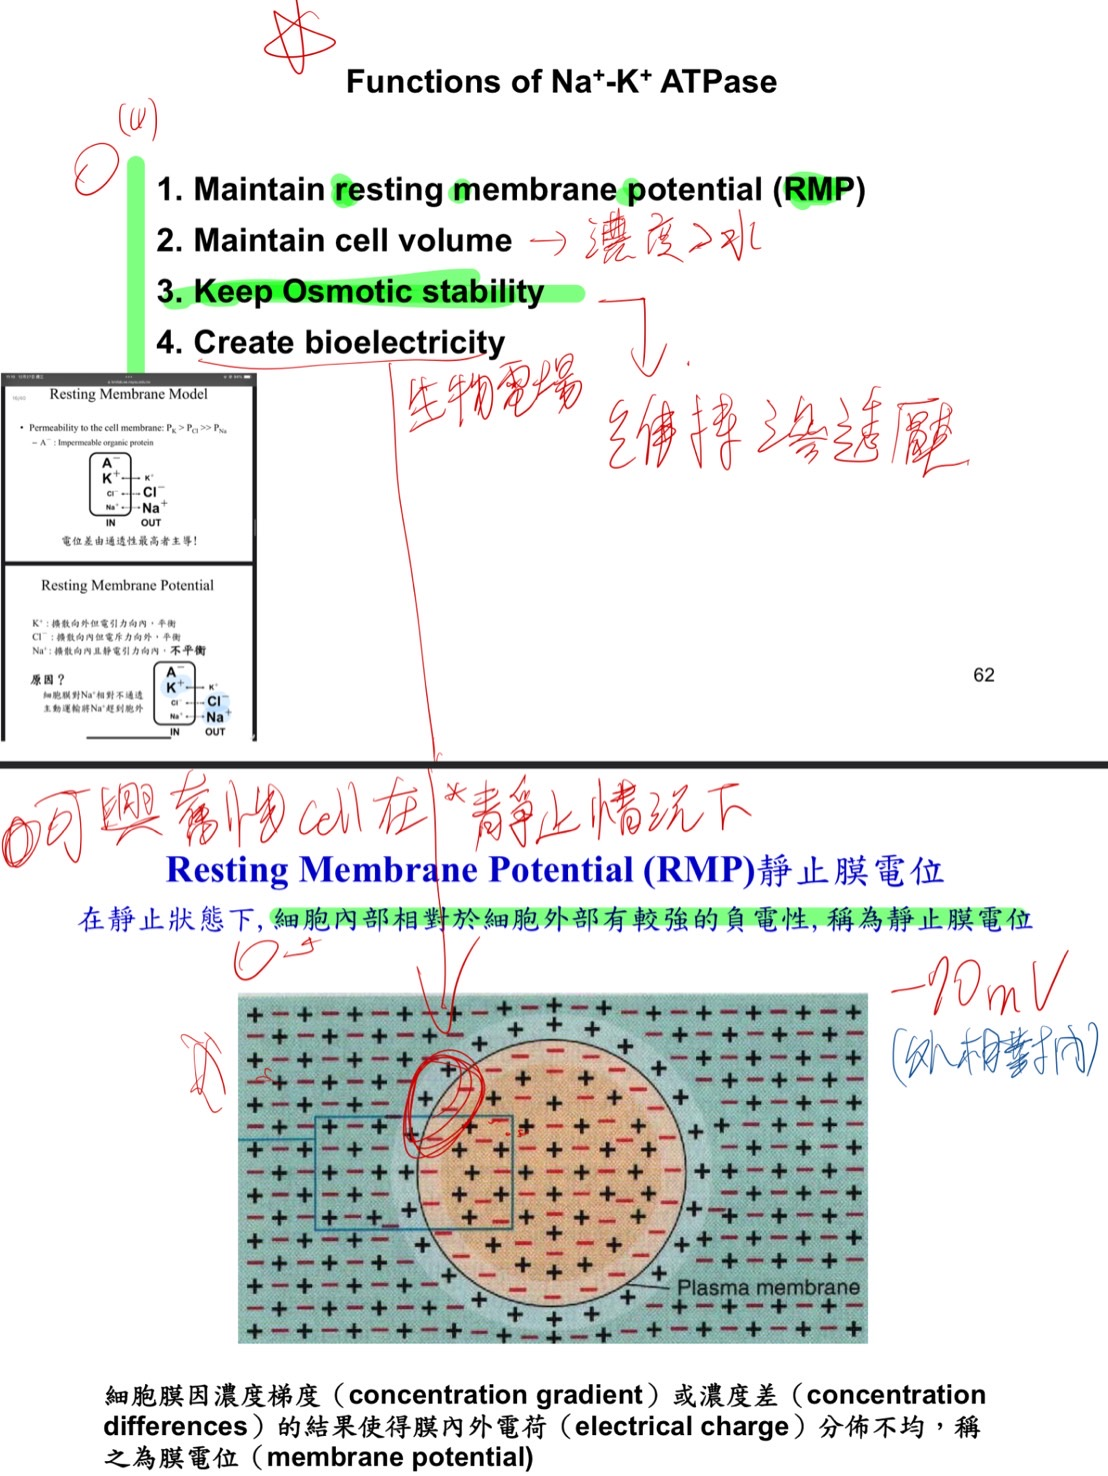 Functions of Na⁺-K⁺ ATPase
(4)
1. Maintain resting membrane potential (RMP)
2. Maintain cell volume → 濃度>水
3. Keep Osmotic stability
4. Create bioelectricity
生物電場
維持滲透壓
Resting Membrane Model
• Permeability to the cell membrane: P_K > P_Cl >> P_Na
– A⁻ : Impermeable organic protein
A⁻
K⁺ K⁺
Cl⁻ Cl⁻
Na⁺ Na⁺
IN OUT
電位差由通透性最高者主導!
Resting Membrane Potential
K⁺ : 擴散向外但電引力向內,平衡
Cl⁻ : 擴散向內但電斥力向外,平衡
Na⁺ : 擴散向內且靜電引力向內,不平衡
原因?
細胞膜對Na⁺相對不通透
主動運輸將Na⁺趕到胞外
A⁻
K⁺ K⁺
Cl⁻ Cl⁻
Na⁺ Na⁺
IN OUT
62
可興奮性cell在*靜止情況下
Resting Membrane Potential (RMP)靜止膜電位
在靜止狀態下, 細胞內部相對於細胞外部有較強的負電性, 稱為靜止膜電位
-90mV
(外相對內)
Plasma membrane
細胞膜因濃度梯度(concentration gradient)或濃度差(concentration
differences)的結果使得膜內外電荷(electrical charge)分佈不均,稱
之為膜電位(membrane potential)